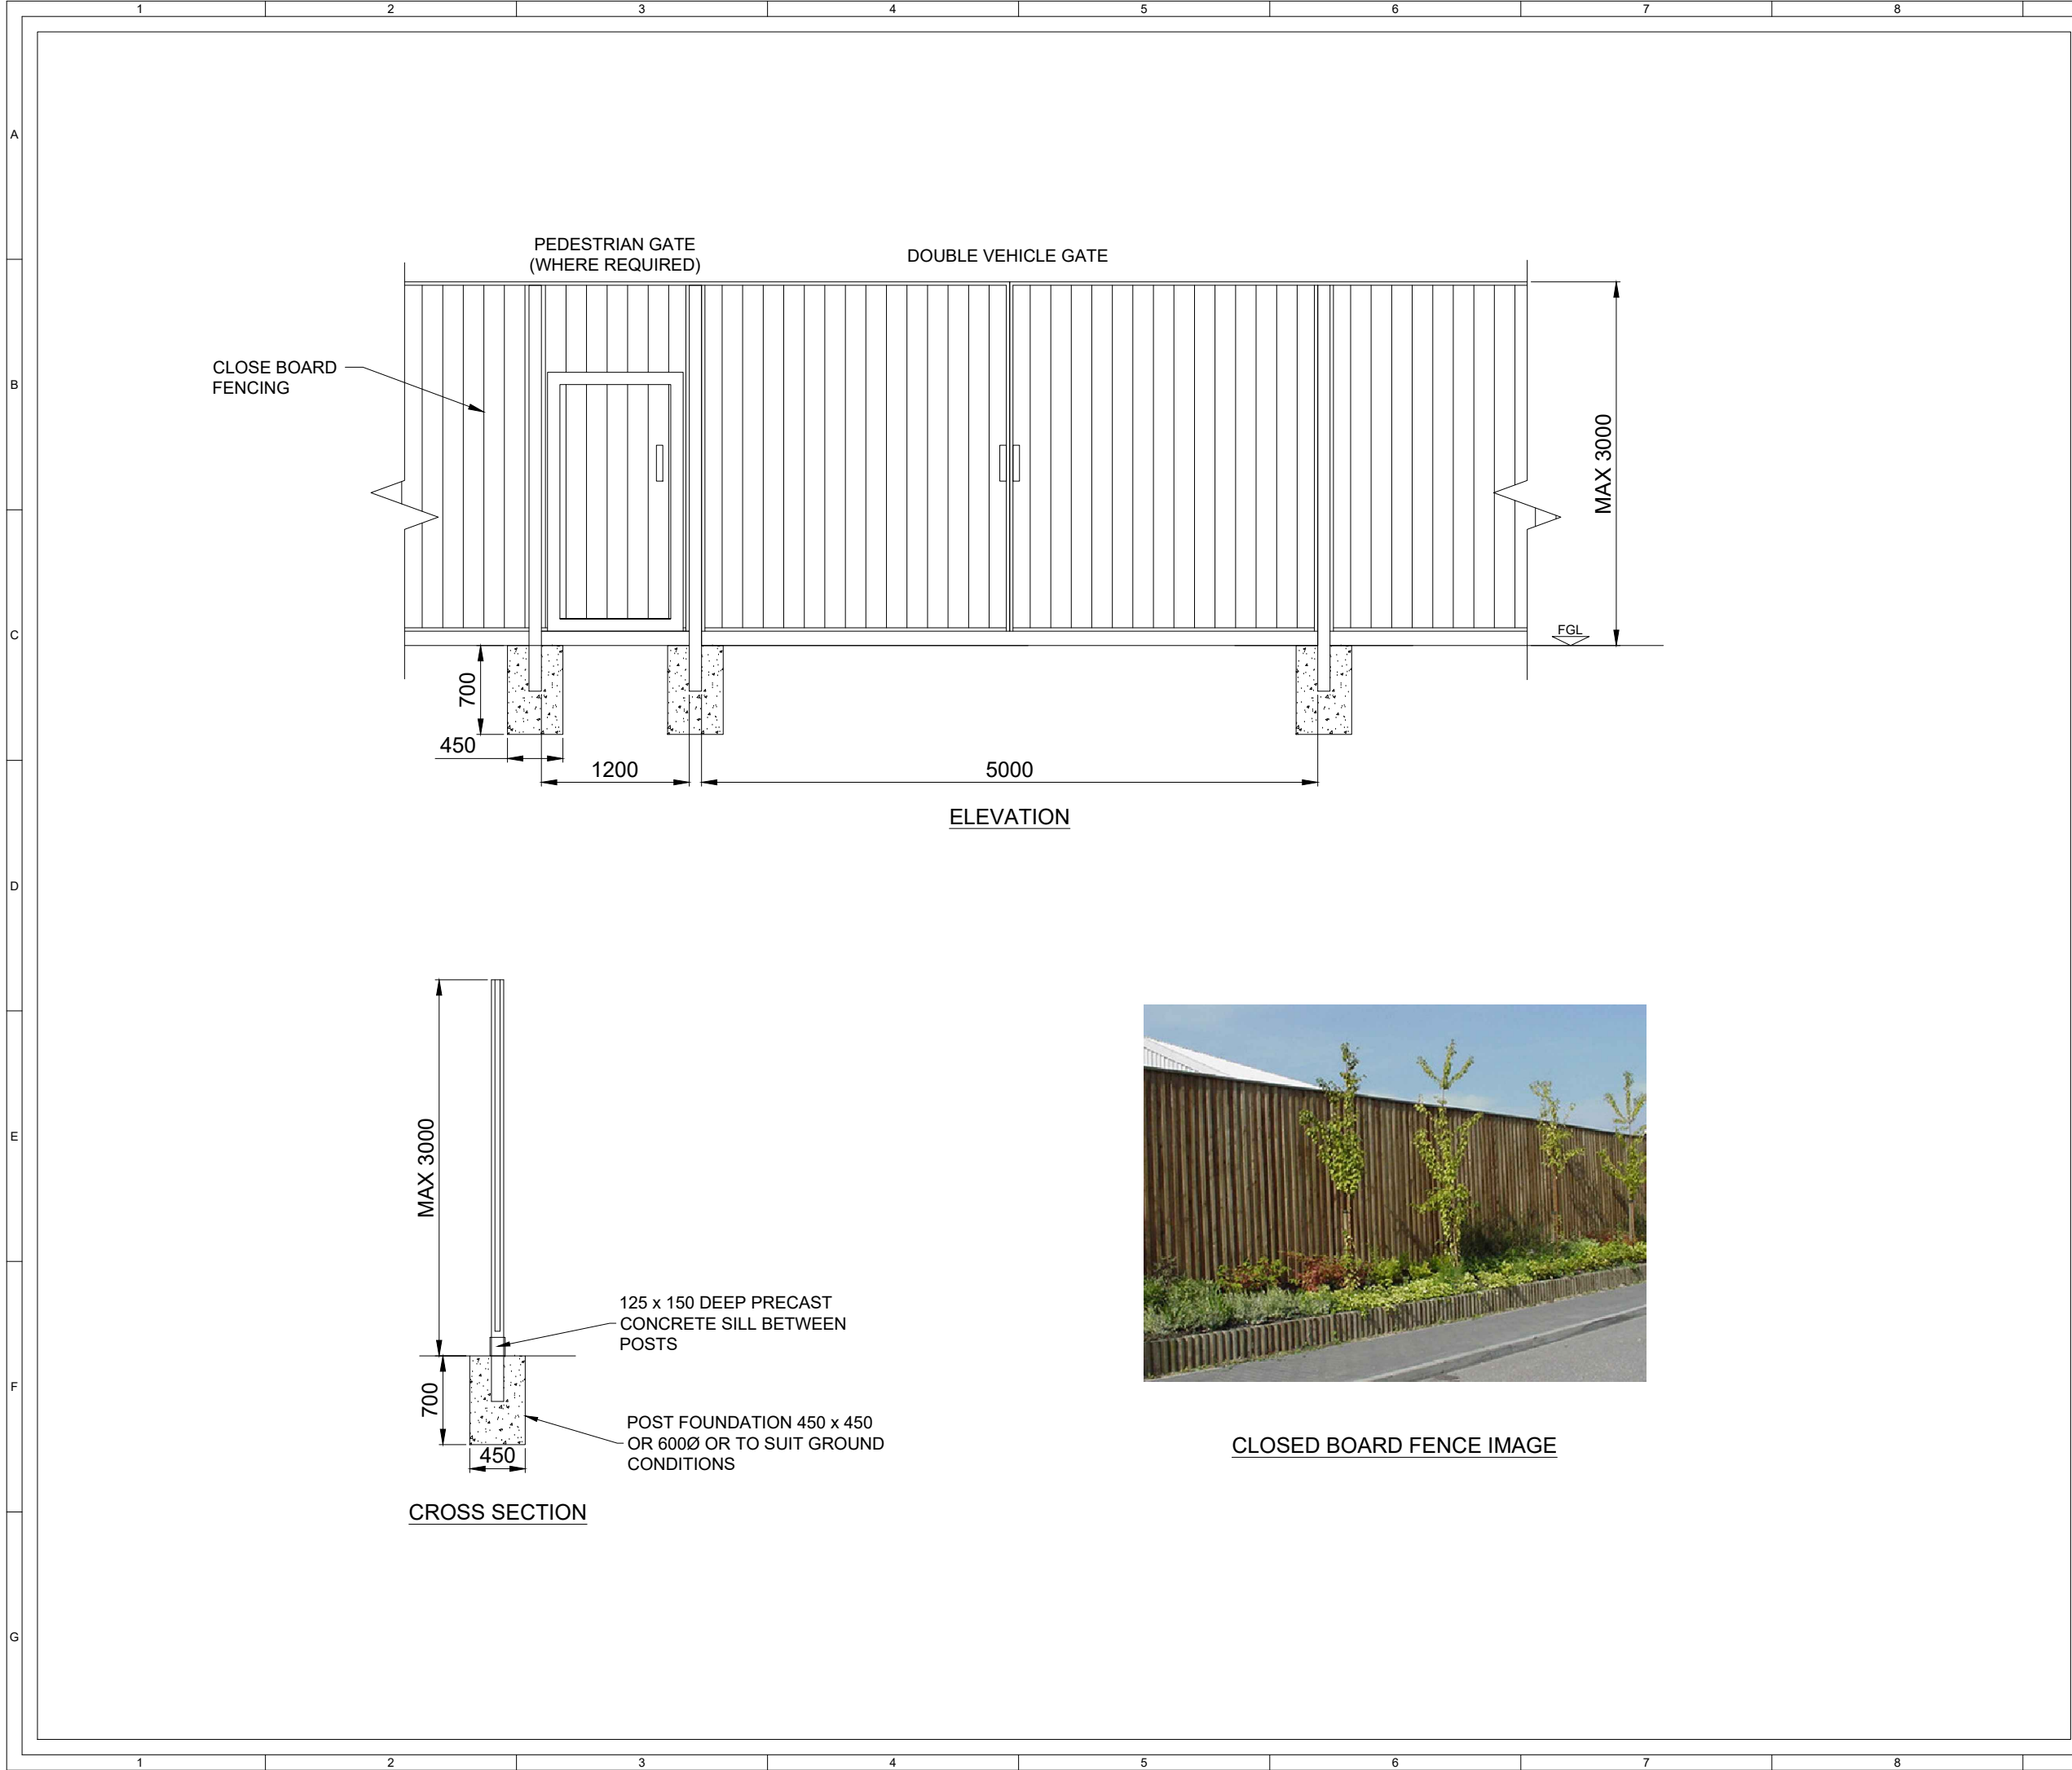 1 2 3 4 5 6 7 8
A
B
C
D
E
F
G
PEDESTRIAN GATE
(WHERE REQUIRED)
DOUBLE VEHICLE GATE
CLOSE BOARD
FENCING
MAX 3000
FGL
700
450
1200
5000
ELEVATION
MAX 3000
125 x 150 DEEP PRECAST
CONCRETE SILL BETWEEN
POSTS
700
POST FOUNDATION 450 x 450
OR 600Ø OR TO SUIT GROUND
CONDITIONS
450
CROSS SECTION
CLOSED BOARD FENCE IMAGE
1 2 3 4 5 6 7 8